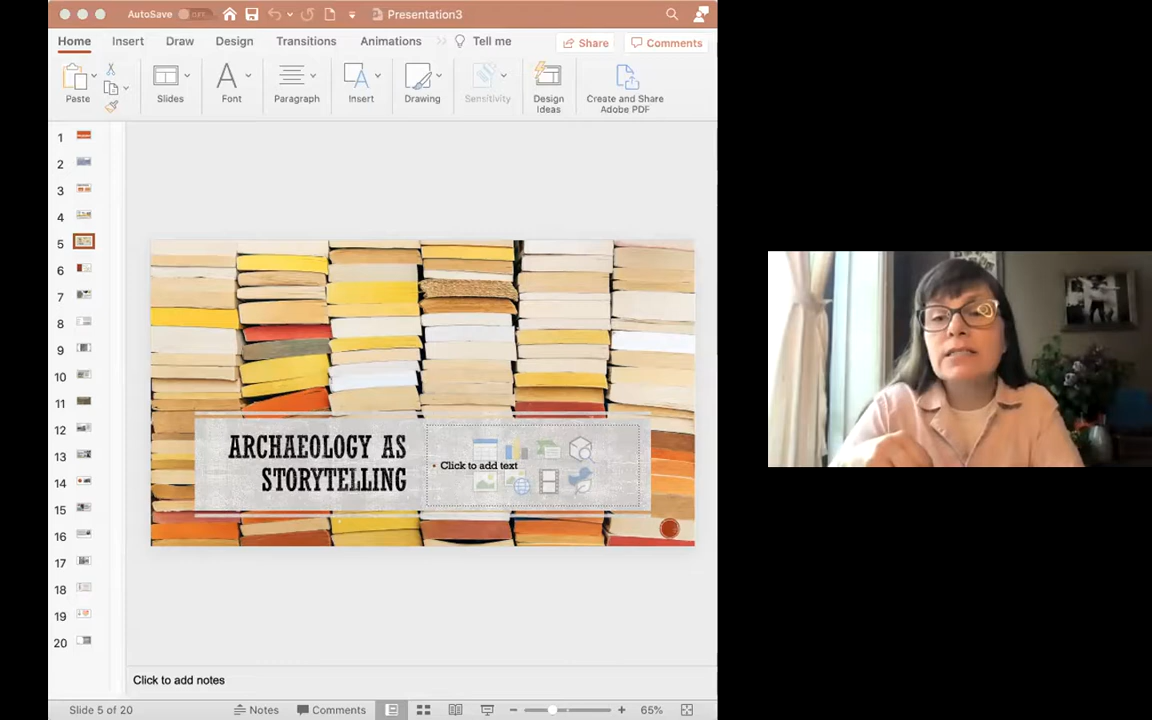 AutoSave OFF Presentation3
Home Insert Draw Design Transitions Animations Tell me Share Comments
Paste Slides Font Paragraph Insert Drawing Sensitivity Design Ideas Create and Share Adobe PDF
1
2
3
4
5
6
7
8
9
10
11
12
13
14
15
16
17
18
19
20
ARCHAEOLOGY AS
STORYTELLING
• Click to add text
Click to add notes
Slide 5 of 20 Notes Comments 65%